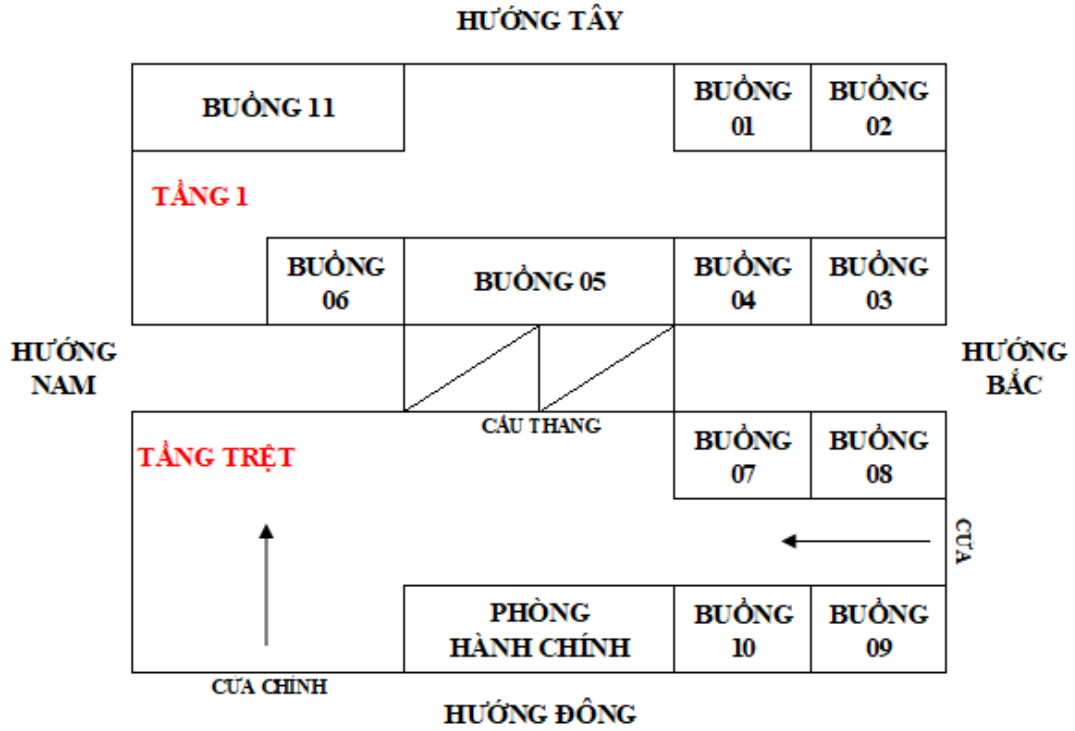 HƯỚNG TÂY
BUỒNG 11
BUỒNG
01
BUỒNG
02
TẦNG 1
BUỒNG
06
BUỒNG 05
BUỒNG
04
BUỒNG
03
HƯỚNG
NAM
HƯỚNG
BẮC
CẦU THANG
TẦNG TRỆT
BUỒNG
07
BUỒNG
08
CỬA
PHÒNG
HÀNH CHÍNH
BUỒNG
10
BUỒNG
09
CỬA CHÍNH
HƯỚNG ĐÔNG